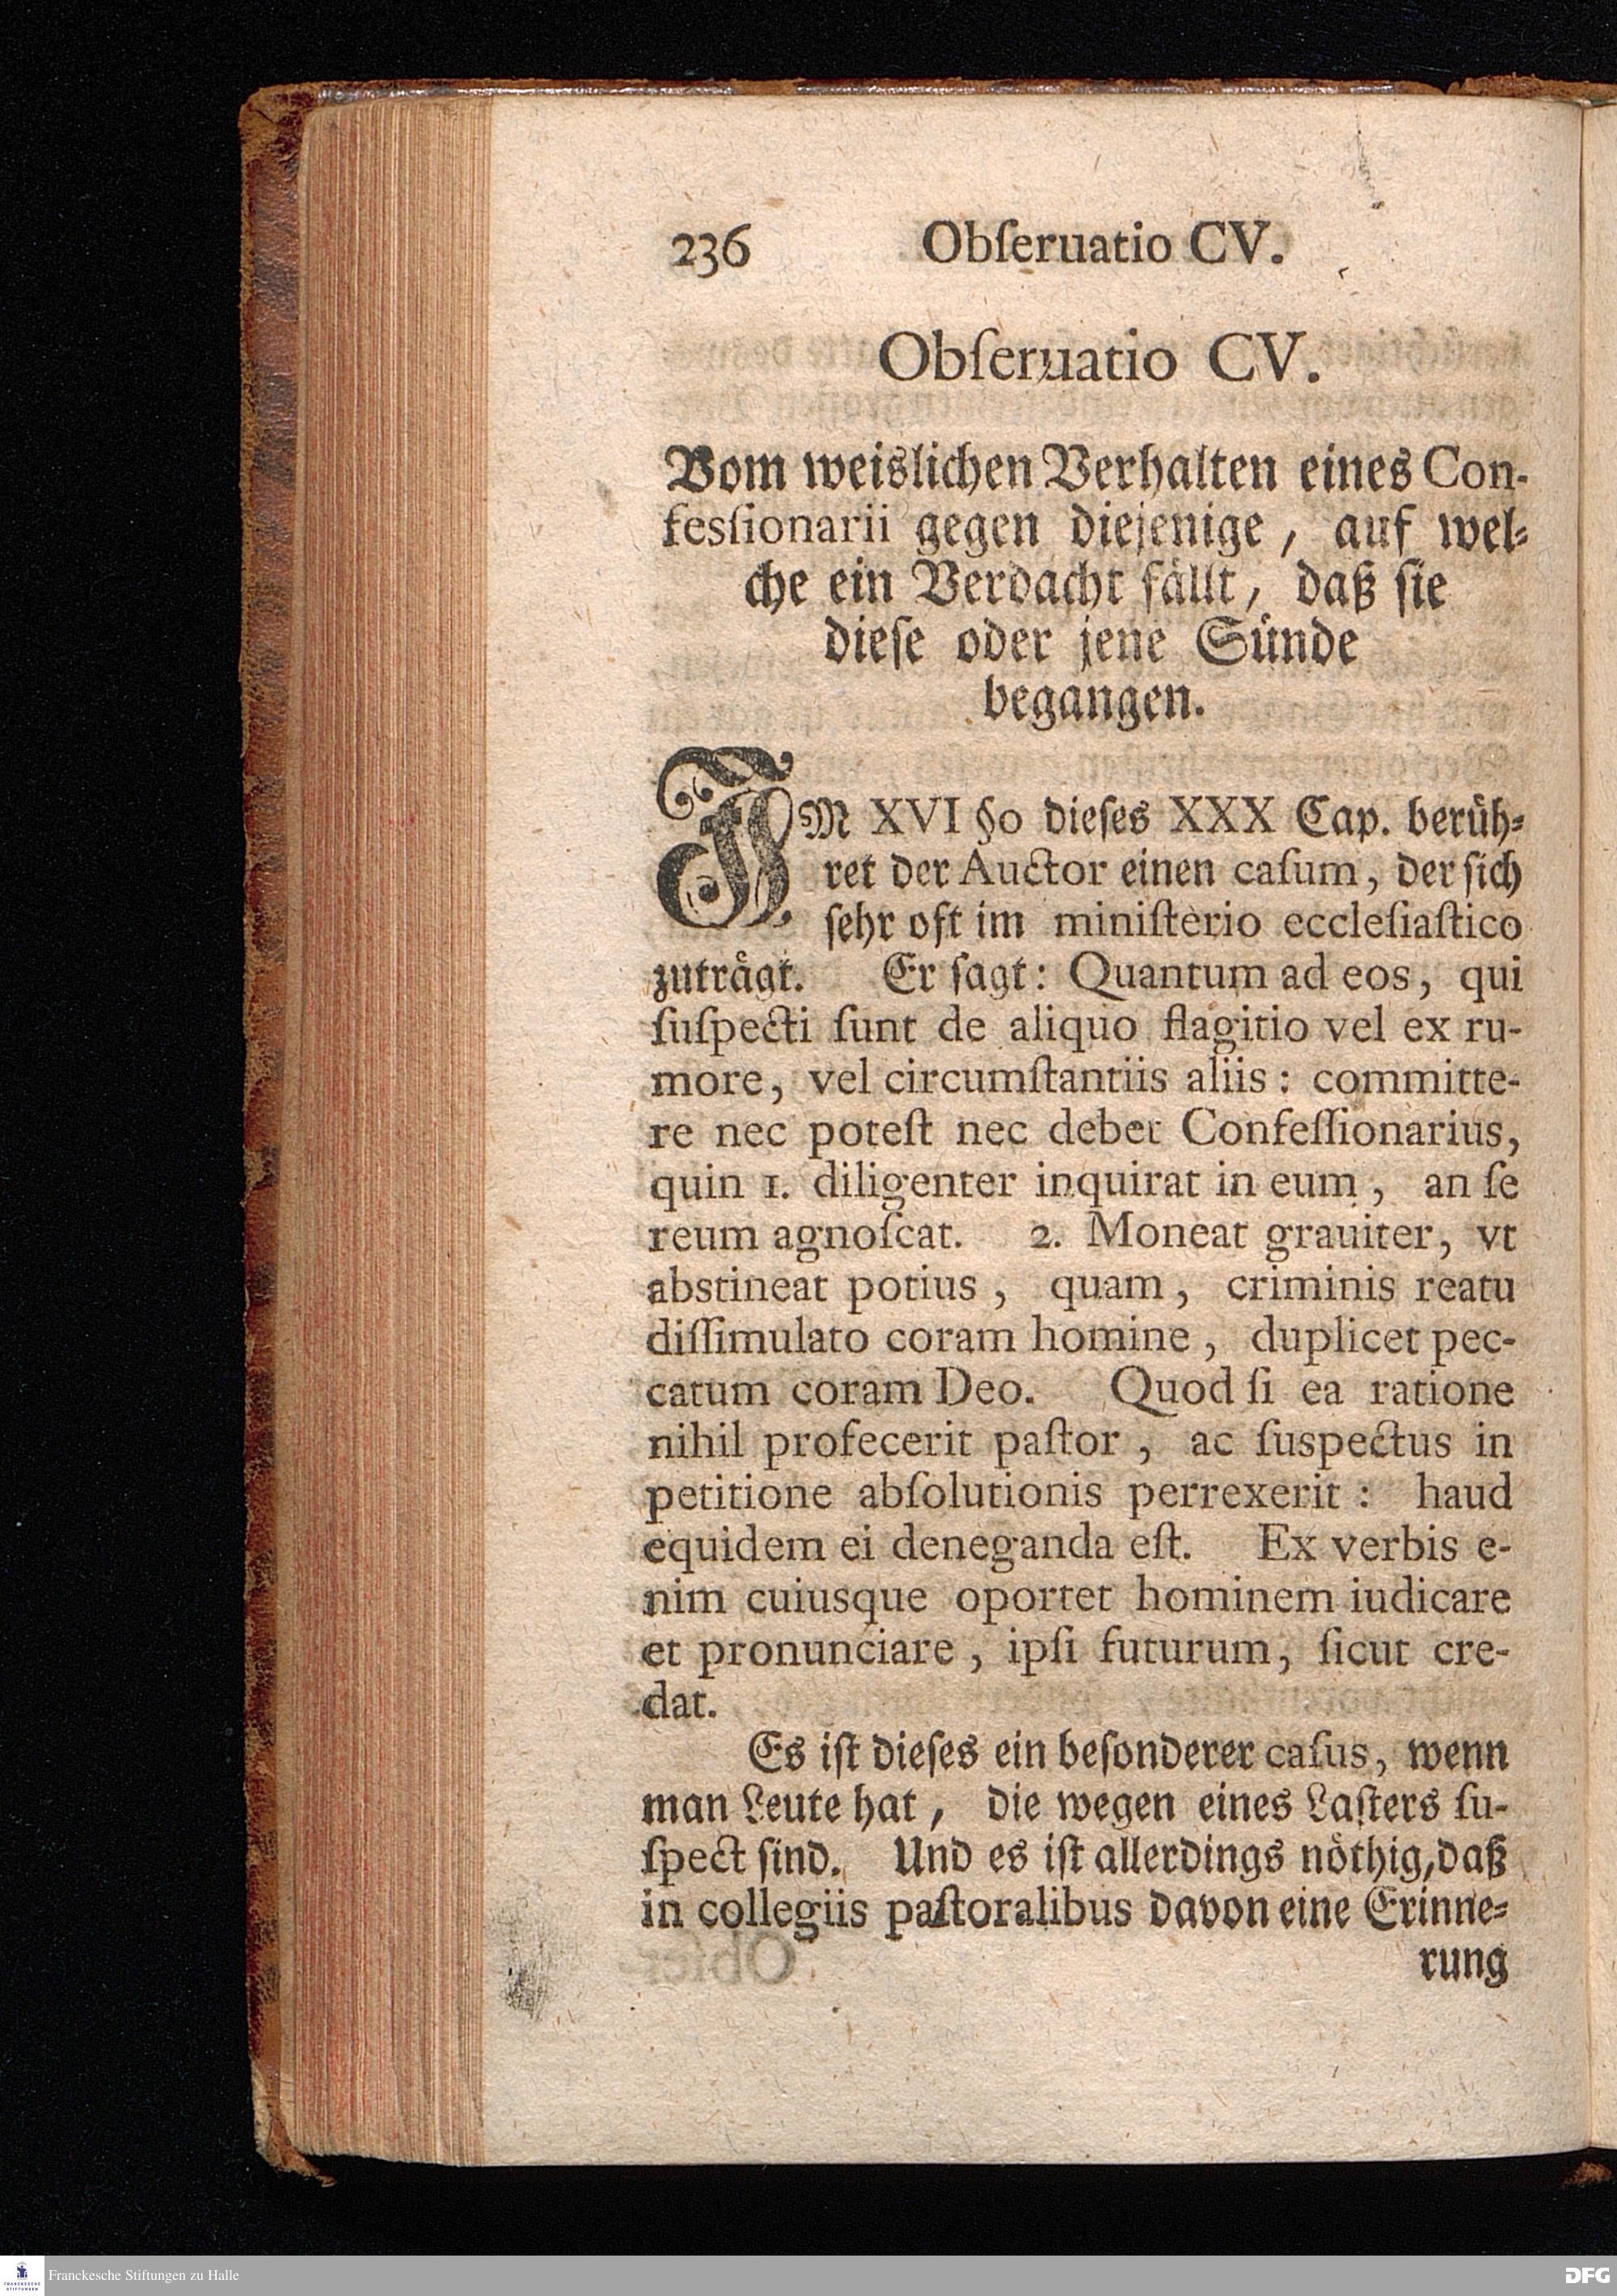 236 Obſeruatio CV.
Obſeruatio CV.
Vom weislichen Verhalten eines Con-
fesſionarii gegen diejenige, auf wel-
che ein Verdacht fällt, daß ſie
dieſe oder jene Sünde
begangen.
IM XVI §o dieſes XXX Cap. berüh-
ret der Auctor einen caſum, der ſich
ſehr oft im miniſterio eccleſiaſtico
zuträgt. Er ſagt: Quantum ad eos, qui
ſuſpecti ſunt de aliquo flagitio vel ex ru-
more, vel circumſtantiis aliis: committe-
re nec poteſt nec debet Confeſſionarius,
quin 1. diligenter inquirat in eum, an ſe
reum agnoſcat. 2. Moneat grauiter, vt
abstineat potius, quam, criminis reatu
diſſimulato coram homine, duplicet pec-
catum coram Deo. Quod ſi ea ratione
nihil profecerit paſtor, ac ſuspectus in
petitione abſolutionis perrexerit: haud
equidem ei deneganda eſt. Ex verbis e-
nim cuiusque oportet hominem iudicare
et pronunciare, ipſi futurum, ſicut cre-
dat.
Es iſt dieſes ein beſonderer caſus, wenn
man Leute hat, die wegen eines Laſters ſu-
ſpect ſind. Und es iſt allerdings nöthig, daß
in collegiis paſtoralibus davon eine Erinne-
rung
Franckesche Stiftungen zu Halle
DFG